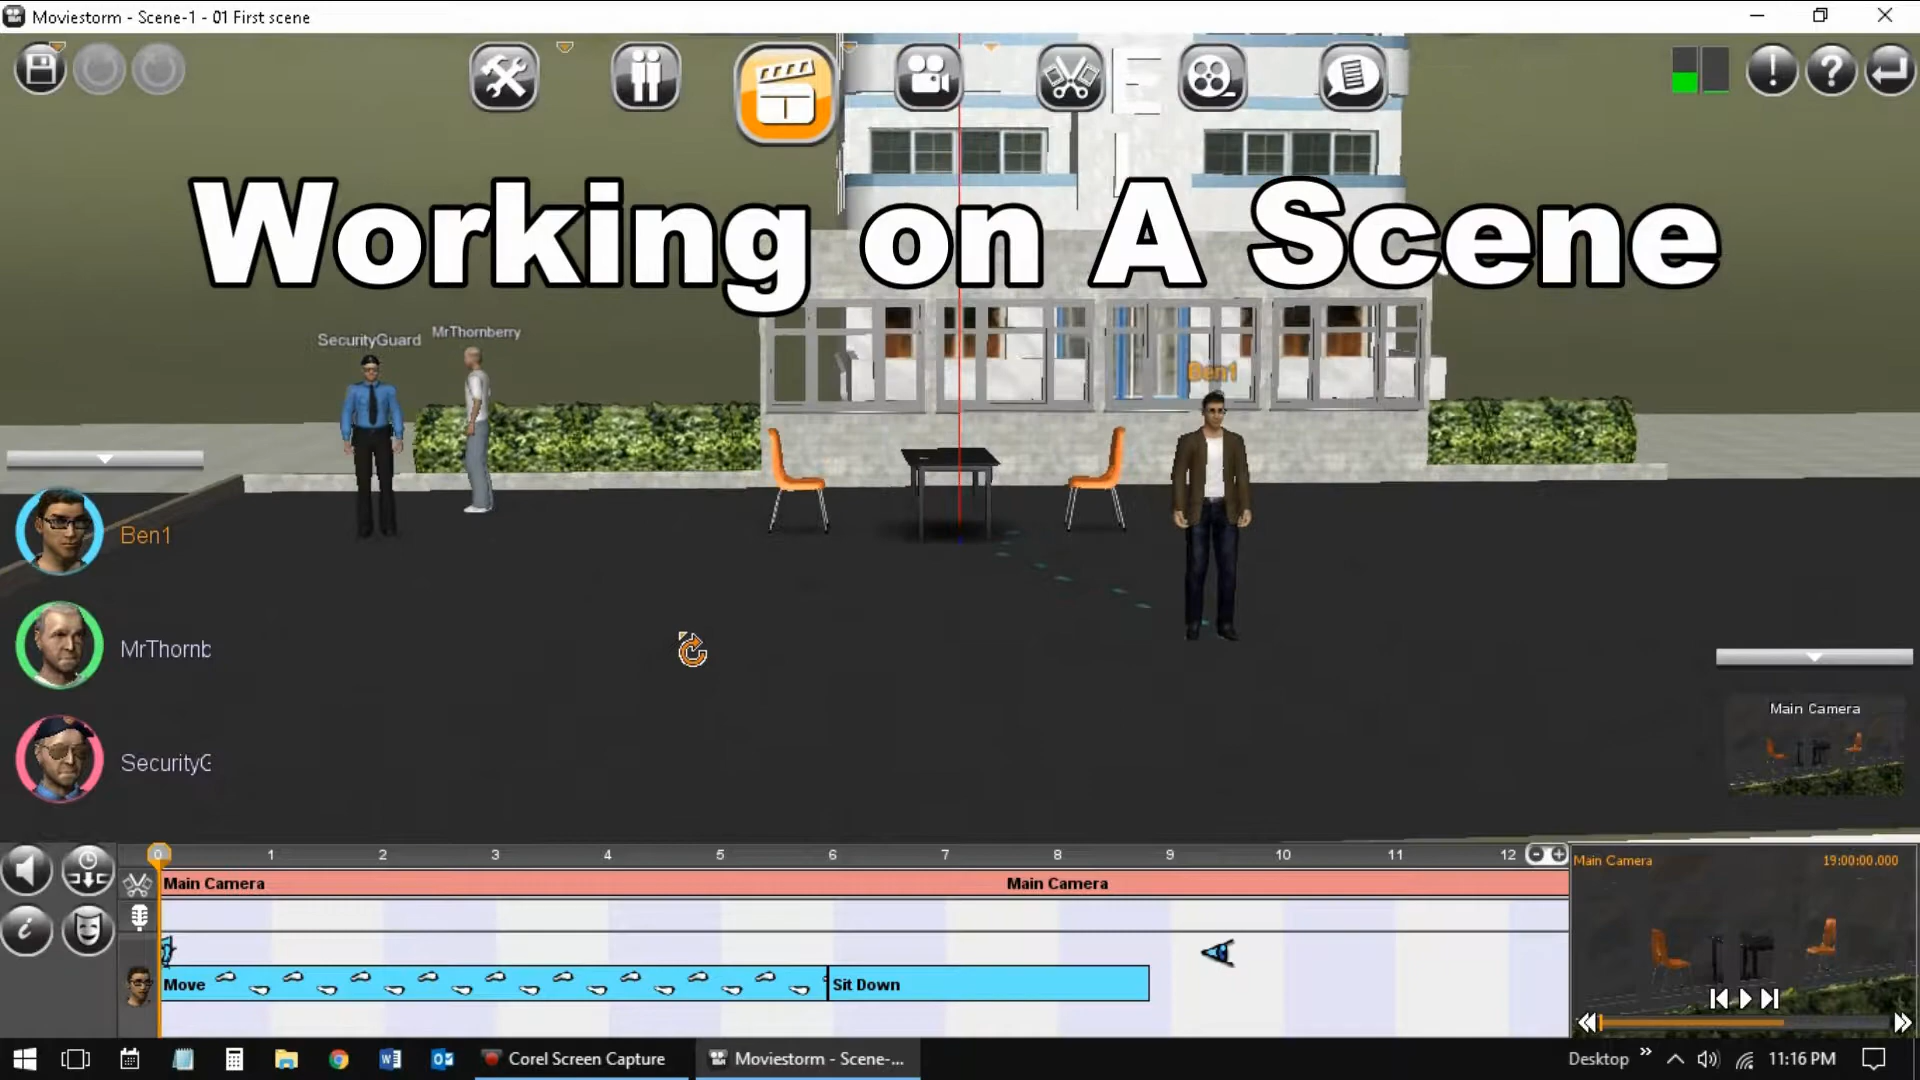 Moviestorm - Scene-1 - 01 First scene
Working on A Scene
SecurityGuard MrThornberry
Ben1
Ben1
MrThornb
SecurityG
Main Camera
0 1 2 3 4 5 6 7 8 9 10 11 12
Main Camera 19:00:00.000
Main Camera Main Camera
Move Sit Down
Corel Screen Capture
Moviestorm - Scene-...
Desktop
11:16 PM